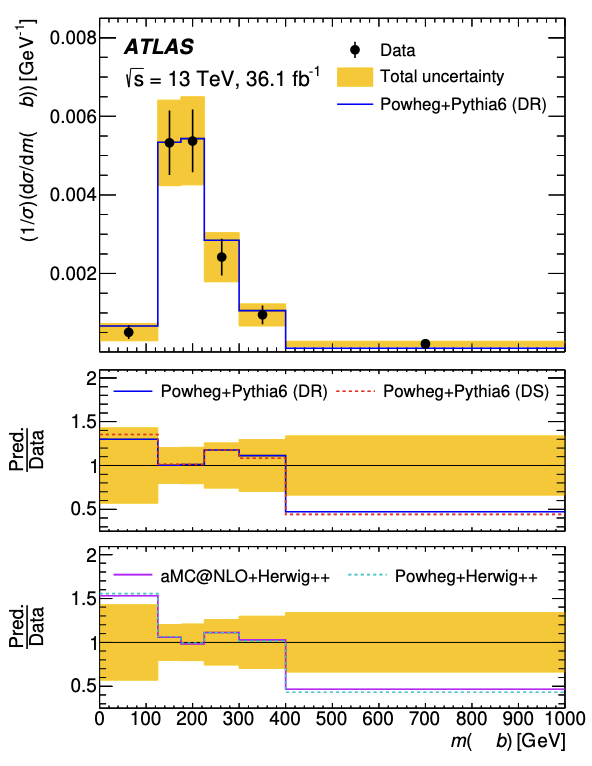 ATLAS
√s = 13 TeV, 36.1 fb-1
Data
Total uncertainty
Powheg+Pythia6 (DR)
(1/σ)(dσ/dm( b)) [GeV-1]
0.008
0.006
0.004
0.002
Powheg+Pythia6 (DR) Powheg+Pythia6 (DS)
Pred.
Data
2
1.5
1
0.5
aMC@NLO+Herwig++ Powheg+Herwig++
Pred.
Data
2
1.5
1
0.5
0 100 200 300 400 500 600 700 800 900 1000
m( b) [GeV]